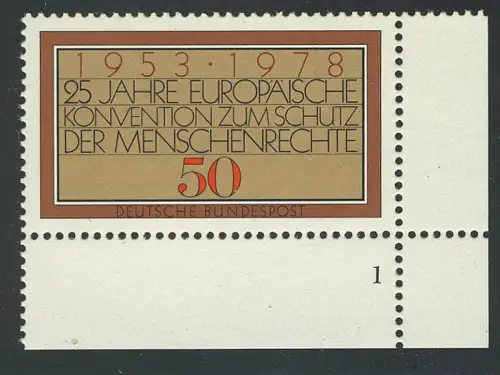 1953·1978
25 JAHRE EUROPÄISCHE
KONVENTION ZUM SCHUTZ
DER MENSCHENRECHTE
50
DEUTSCHE BUNDESPOST
1